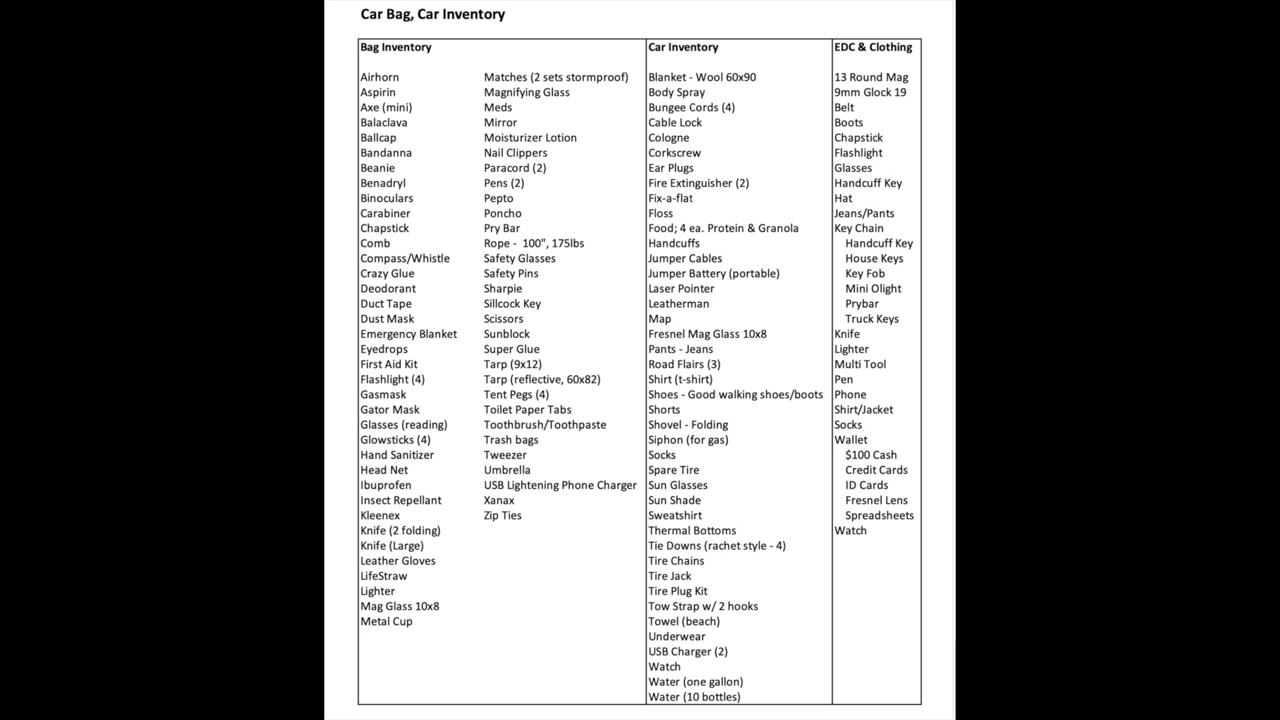 Car Bag, Car Inventory
Bag Inventory
Airhorn
Aspirin
Axe (mini)
Balaclava
Ballcap
Bandanna
Beanie
Benadryl
Binoculars
Carabiner
Chapstick
Comb
Compass/Whistle
Crazy Glue
Deodorant
Duct Tape
Dust Mask
Emergency Blanket
Eyedrops
First Aid Kit
Flashlight (4)
Gasmask
Gator Mask
Glasses (reading)
Glowsticks (4)
Hand Sanitizer
Head Net
Ibuprofen
Insect Repellant
Kleenex
Knife (2 folding)
Knife (Large)
Leather Gloves
LifeStraw
Lighter
Mag Glass 10x8
Metal Cup
Matches (2 sets stormproof)
Magnifying Glass
Meds
Mirror
Moisturizer Lotion
Nail Clippers
Paracord (2)
Pens (2)
Pepto
Poncho
Pry Bar
Rope - 100", 175lbs
Safety Glasses
Safety Pins
Sharpie
Sillcock Key
Scissors
Sunblock
Super Glue
Tarp (9x12)
Tarp (reflective, 60x82)
Tent Pegs (4)
Toilet Paper Tabs
Toothbrush/Toothpaste
Trash bags
Tweezer
Umbrella
USB Lightening Phone Charger
Xanax
Zip Ties
Car Inventory
Blanket - Wool 60x90
Body Spray
Bungee Cords (4)
Cable Lock
Cologne
Corkscrew
Ear Plugs
Fire Extinguisher (2)
Fix-a-flat
Floss
Food; 4 ea. Protein & Granola
Handcuffs
Jumper Cables
Jumper Battery (portable)
Laser Pointer
Leatherman
Map
Fresnel Mag Glass 10x8
Pants - Jeans
Road Flairs (3)
Shirt (t-shirt)
Shoes - Good walking shoes/boots
Shorts
Shovel - Folding
Siphon (for gas)
Socks
Spare Tire
Sun Glasses
Sun Shade
Sweatshirt
Thermal Bottoms
Tie Downs (rachet style - 4)
Tire Chains
Tire Jack
Tire Plug Kit
Tow Strap w/ 2 hooks
Towel (beach)
Underwear
USB Charger (2)
Watch
Water (one gallon)
Water (10 bottles)
EDC & Clothing
13 Round Mag
9mm Glock 19
Belt
Boots
Chapstick
Flashlight
Glasses
Handcuff Key
Hat
Jeans/Pants
Key Chain
Handcuff Key
House Keys
Key Fob
Mini Olight
Prybar
Truck Keys
Knife
Lighter
Multi Tool
Pen
Phone
Shirt/Jacket
Socks
Wallet
$100 Cash
Credit Cards
ID Cards
Fresnel Lens
Spreadsheets
Watch